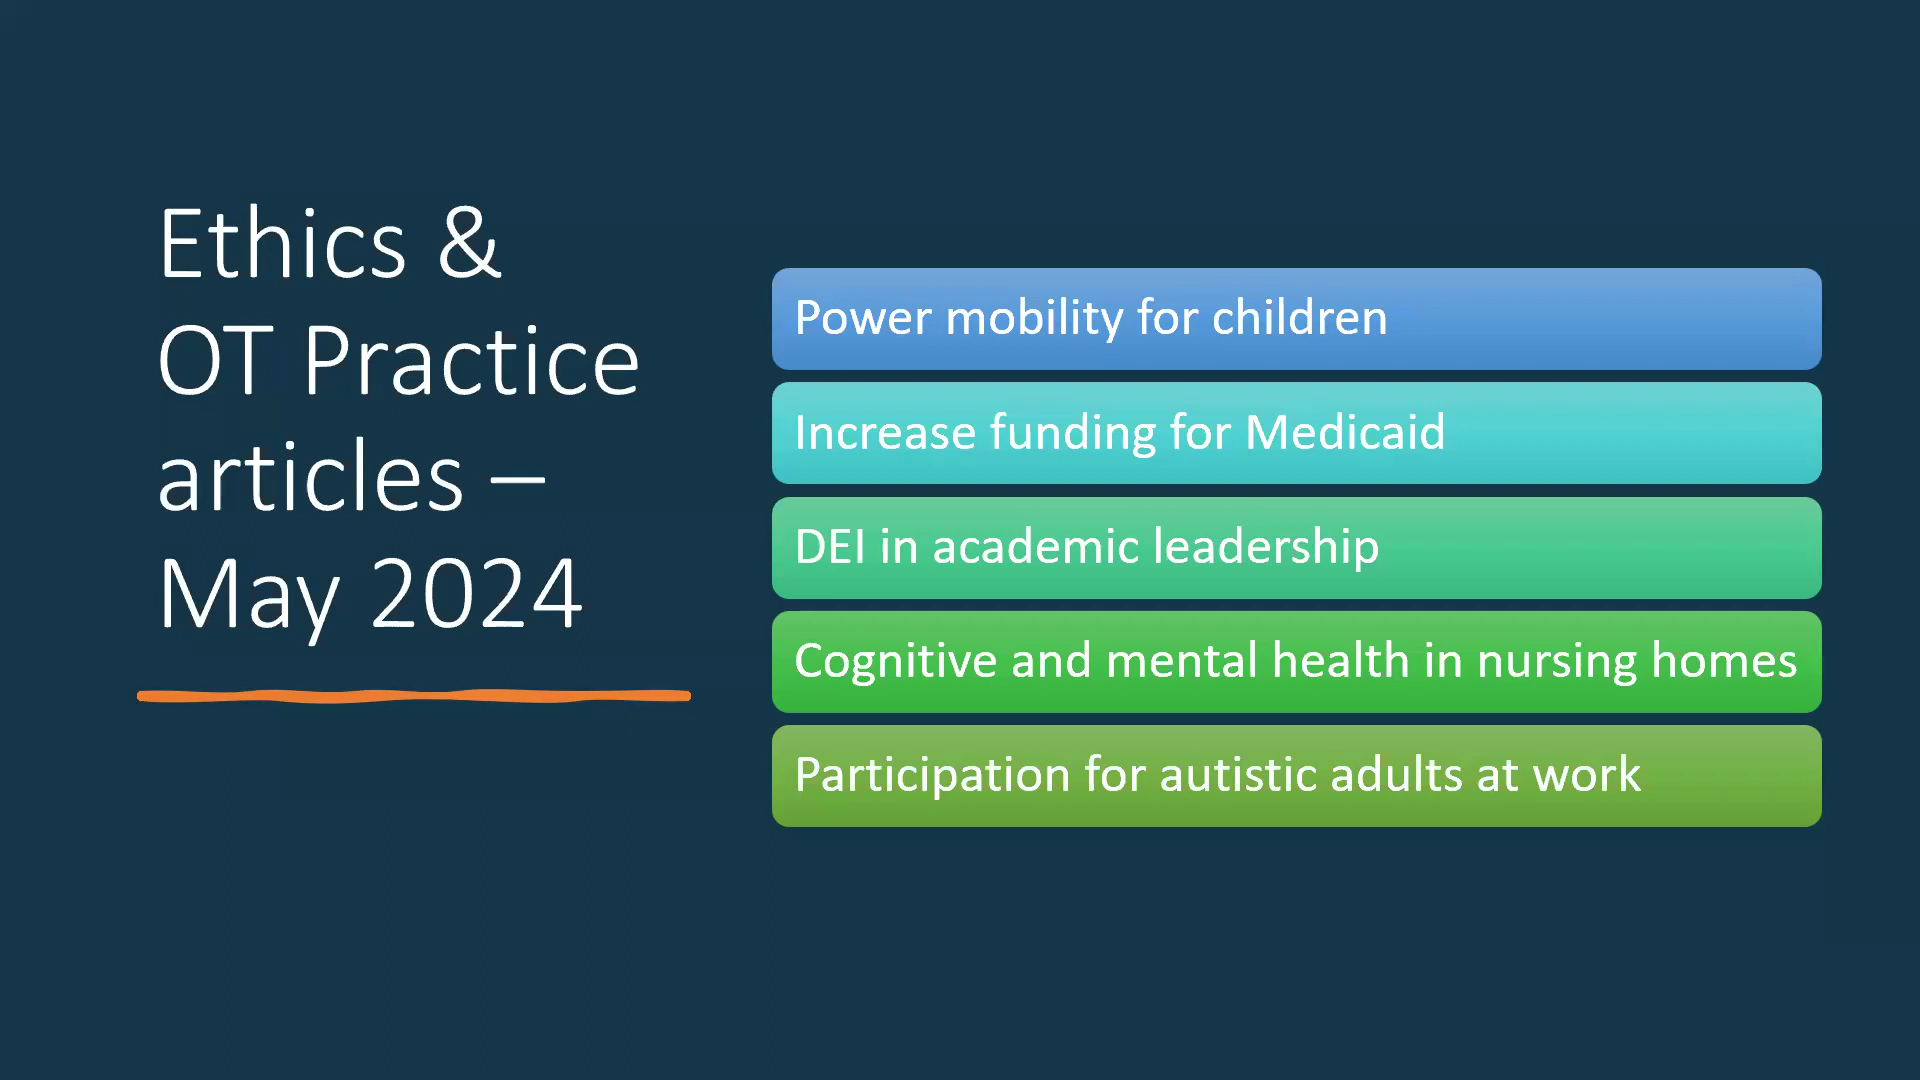 Ethics &
OT Practice
articles –
May 2024
Power mobility for children
Increase funding for Medicaid
DEI in academic leadership
Cognitive and mental health in nursing homes
Participation for autistic adults at work